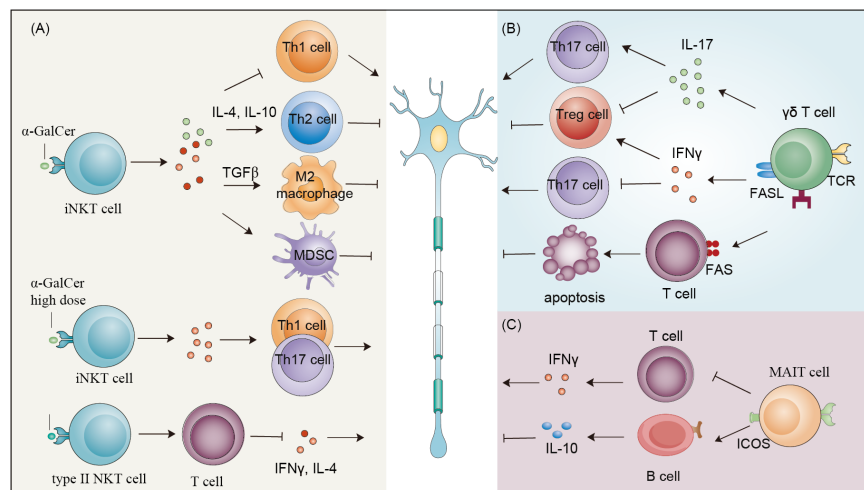 (A)
Th1 cell
IL-4, IL-10
Th2 cell
α-GalCer
iNKT cell
TGFβ
M2
macrophage
MDSC
α-GalCer
high dose
iNKT cell
Th1 cell
Th17 cell
type II NKT cell
T cell
IFNγ, IL-4
(B)
Th17 cell
IL-17
Treg cell
γδ T cell
IFNγ
Th17 cell
FASL
TCR
FAS
apoptosis
T cell
(C)
T cell
IFNγ
MAIT cell
ICOS
IL-10
B cell